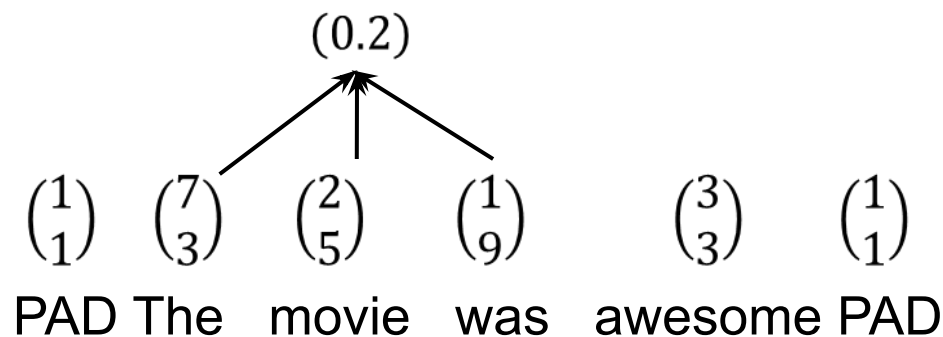 (0.2)
(1 1) (7 3) (2 5) (1 9) (3 3) (1 1)
PAD The movie was awesome PAD